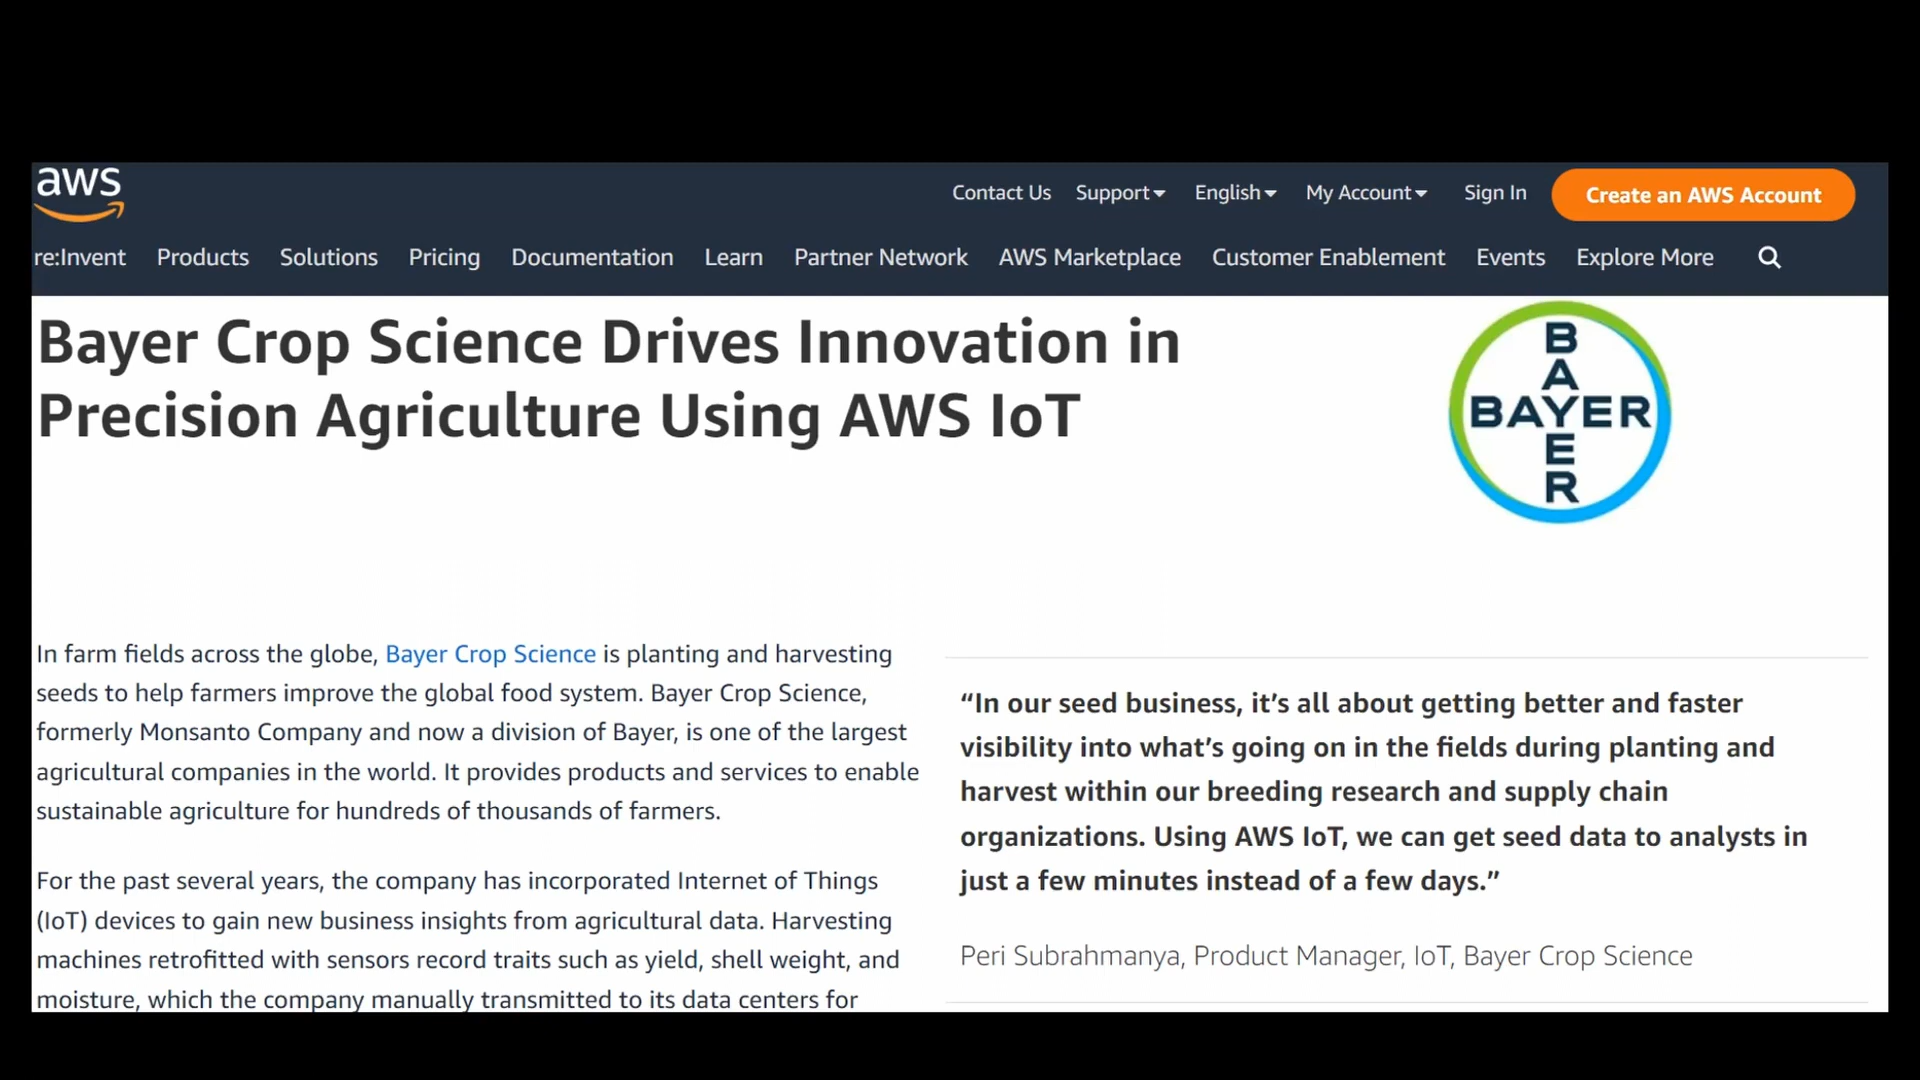 aws
Contact Us Support English My Account Sign In Create an AWS Account
re:Invent Products Solutions Pricing Documentation Learn Partner Network AWS Marketplace Customer Enablement Events Explore More
Bayer Crop Science Drives Innovation in
Precision Agriculture Using AWS IoT
BAYER
BAYER
In farm fields across the globe, Bayer Crop Science is planting and harvesting
seeds to help farmers improve the global food system. Bayer Crop Science,
formerly Monsanto Company and now a division of Bayer, is one of the largest
agricultural companies in the world. It provides products and services to enable
sustainable agriculture for hundreds of thousands of farmers.
For the past several years, the company has incorporated Internet of Things
(IoT) devices to gain new business insights from agricultural data. Harvesting
machines retrofitted with sensors record traits such as yield, shell weight, and
moisture, which the company manually transmitted to its data centers for
“In our seed business, it’s all about getting better and faster
visibility into what’s going on in the fields during planting and
harvest within our breeding research and supply chain
organizations. Using AWS IoT, we can get seed data to analysts in
just a few minutes instead of a few days.”
Peri Subrahmanya, Product Manager, IoT, Bayer Crop Science